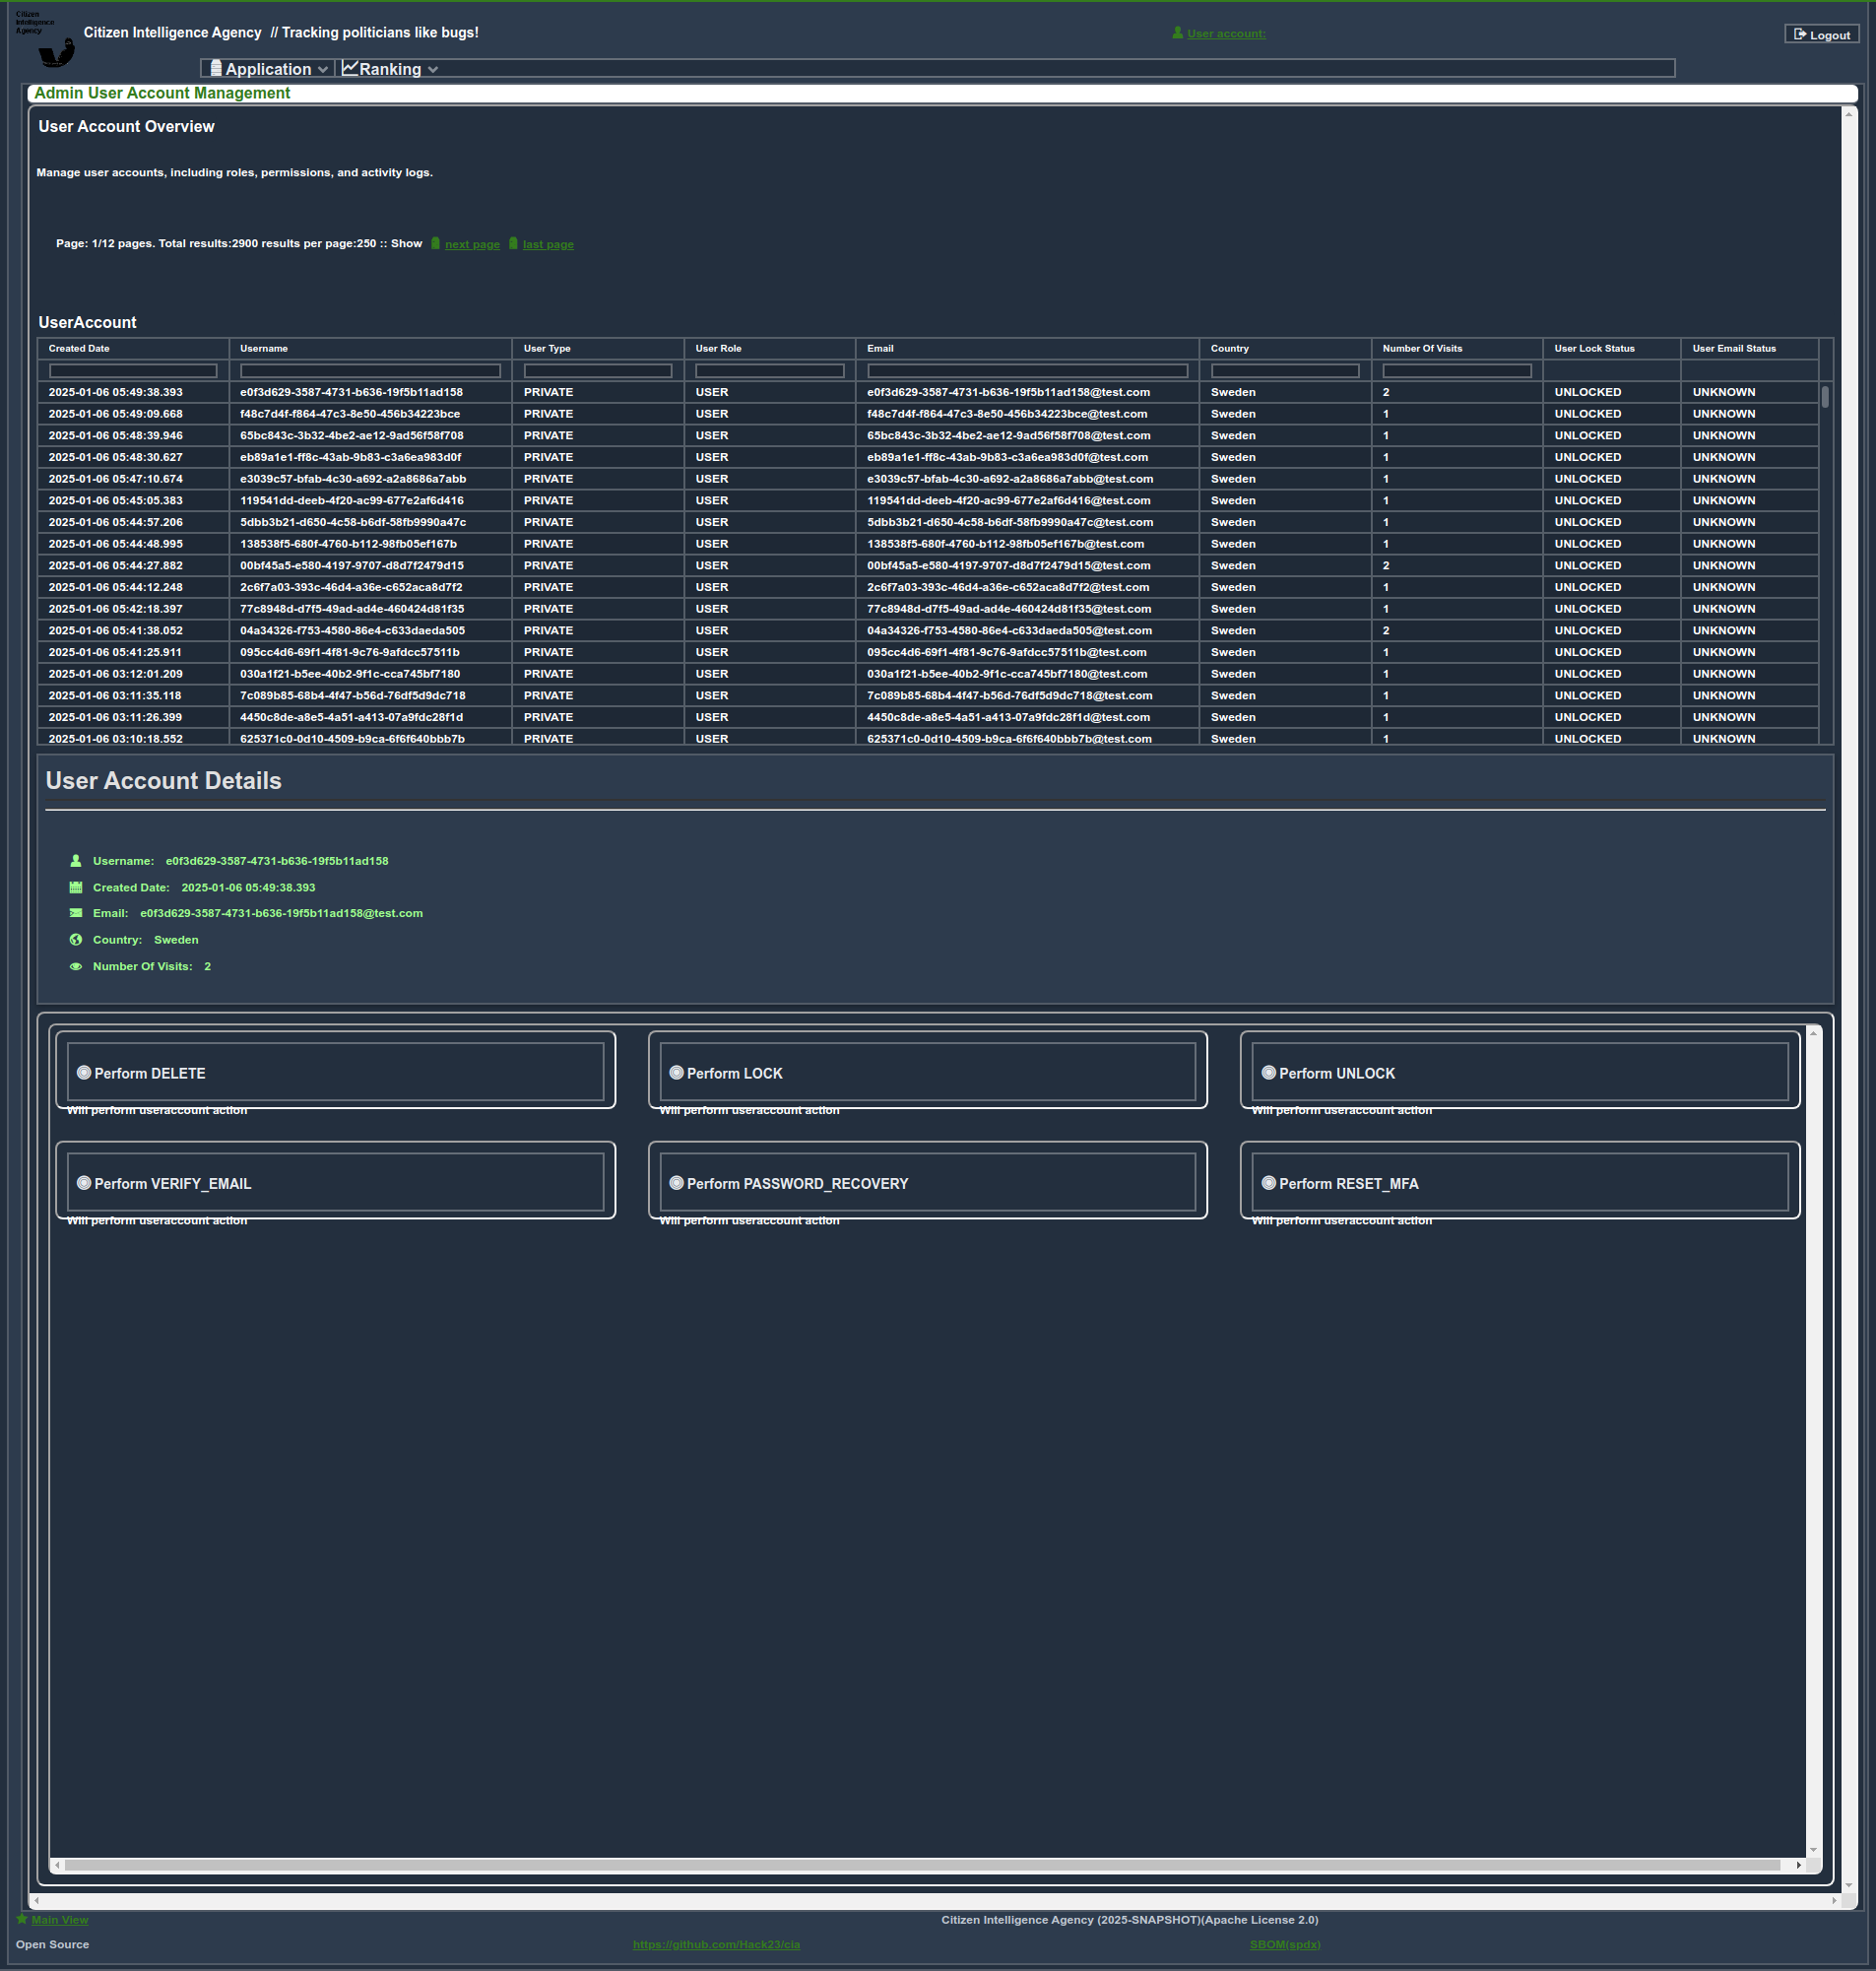 Citizen
Intelligence
Agency
Citizen Intelligence Agency // Tracking politicians like bugs!
User account:
Logout
Application Ranking
Admin User Account Management
User Account Overview
Manage user accounts, including roles, permissions, and activity logs.
Page: 1/12 pages. Total results:2900 results per page:250 :: Show next page last page
UserAccount
Created Date Username User Type User Role Email Country Number Of Visits User Lock Status User Email Status
2025-01-06 05:49:38.393 e0f3d629-3587-4731-b636-19f5b11ad158 PRIVATE USER e0f3d629-3587-4731-b636-19f5b11ad158@test.com Sweden 2 UNLOCKED UNKNOWN
2025-01-06 05:49:09.668 f48c7d4f-f864-47c3-8e50-456b34223bce PRIVATE USER f48c7d4f-f864-47c3-8e50-456b34223bce@test.com Sweden 1 UNLOCKED UNKNOWN
2025-01-06 05:48:39.946 65bc843c-3b32-4be2-ae12-9ad56f58f708 PRIVATE USER 65bc843c-3b32-4be2-ae12-9ad56f58f708@test.com Sweden 1 UNLOCKED UNKNOWN
2025-01-06 05:48:30.627 eb89a1e1-ff8c-43ab-9b83-c3a6ea983d0f PRIVATE USER eb89a1e1-ff8c-43ab-9b83-c3a6ea983d0f@test.com Sweden 1 UNLOCKED UNKNOWN
2025-01-06 05:47:10.674 e3039c57-bfab-4c30-a692-a2a8686a7abb PRIVATE USER e3039c57-bfab-4c30-a692-a2a8686a7abb@test.com Sweden 1 UNLOCKED UNKNOWN
2025-01-06 05:45:05.383 119541dd-deeb-4f20-ac99-677e2af6d416 PRIVATE USER 119541dd-deeb-4f20-ac99-677e2af6d416@test.com Sweden 1 UNLOCKED UNKNOWN
2025-01-06 05:44:57.206 5dbb3b21-d650-4c58-b6df-58fb9990a47c PRIVATE USER 5dbb3b21-d650-4c58-b6df-58fb9990a47c@test.com Sweden 1 UNLOCKED UNKNOWN
2025-01-06 05:44:48.995 138538f5-680f-4760-b112-98fb05ef167b PRIVATE USER 138538f5-680f-4760-b112-98fb05ef167b@test.com Sweden 1 UNLOCKED UNKNOWN
2025-01-06 05:44:27.882 00bf45a5-e580-4197-9707-d8d7f2479d15 PRIVATE USER 00bf45a5-e580-4197-9707-d8d7f2479d15@test.com Sweden 2 UNLOCKED UNKNOWN
2025-01-06 05:44:12.248 2c6f7a03-393c-46d4-a36e-c652aca8d7f2 PRIVATE USER 2c6f7a03-393c-46d4-a36e-c652aca8d7f2@test.com Sweden 1 UNLOCKED UNKNOWN
2025-01-06 05:42:18.397 77c8948d-d7f5-49ad-ad4e-460424d81f35 PRIVATE USER 77c8948d-d7f5-49ad-ad4e-460424d81f35@test.com Sweden 1 UNLOCKED UNKNOWN
2025-01-06 05:41:38.052 04a34326-f753-4580-86e4-c633daeda505 PRIVATE USER 04a34326-f753-4580-86e4-c633daeda505@test.com Sweden 2 UNLOCKED UNKNOWN
2025-01-06 05:41:25.911 095cc4d6-69f1-4f81-9c76-9afdcc57511b PRIVATE USER 095cc4d6-69f1-4f81-9c76-9afdcc57511b@test.com Sweden 1 UNLOCKED UNKNOWN
2025-01-06 03:12:01.209 030a1f21-b5ee-40b2-9f1c-cca745bf7180 PRIVATE USER 030a1f21-b5ee-40b2-9f1c-cca745bf7180@test.com Sweden 1 UNLOCKED UNKNOWN
2025-01-06 03:11:35.118 7c089b85-68b4-4f47-b56d-76df5d9dc718 PRIVATE USER 7c089b85-68b4-4f47-b56d-76df5d9dc718@test.com Sweden 1 UNLOCKED UNKNOWN
2025-01-06 03:11:26.399 4450c8de-a8e5-4a51-a413-07a9fdc28f1d PRIVATE USER 4450c8de-a8e5-4a51-a413-07a9fdc28f1d@test.com Sweden 1 UNLOCKED UNKNOWN
2025-01-06 03:10:18.552 625371c0-0d10-4509-b9ca-6f6f640bbb7b PRIVATE USER 625371c0-0d10-4509-b9ca-6f6f640bbb7b@test.com Sweden 1 UNLOCKED UNKNOWN
User Account Details
Username: e0f3d629-3587-4731-b636-19f5b11ad158
Created Date: 2025-01-06 05:49:38.393
Email: e0f3d629-3587-4731-b636-19f5b11ad158@test.com
Country: Sweden
Number Of Visits: 2
Perform DELETE Perform LOCK Perform UNLOCK
Will perform useraccount action Will perform useraccount action Will perform useraccount action
Perform VERIFY_EMAIL Perform PASSWORD_RECOVERY Perform RESET_MFA
Will perform useraccount action Will perform useraccount action Will perform useraccount action
Main View Citizen Intelligence Agency (2025-SNAPSHOT)(Apache License 2.0)
Open Source https://github.com/Hack23/cia SBOM(spdx)